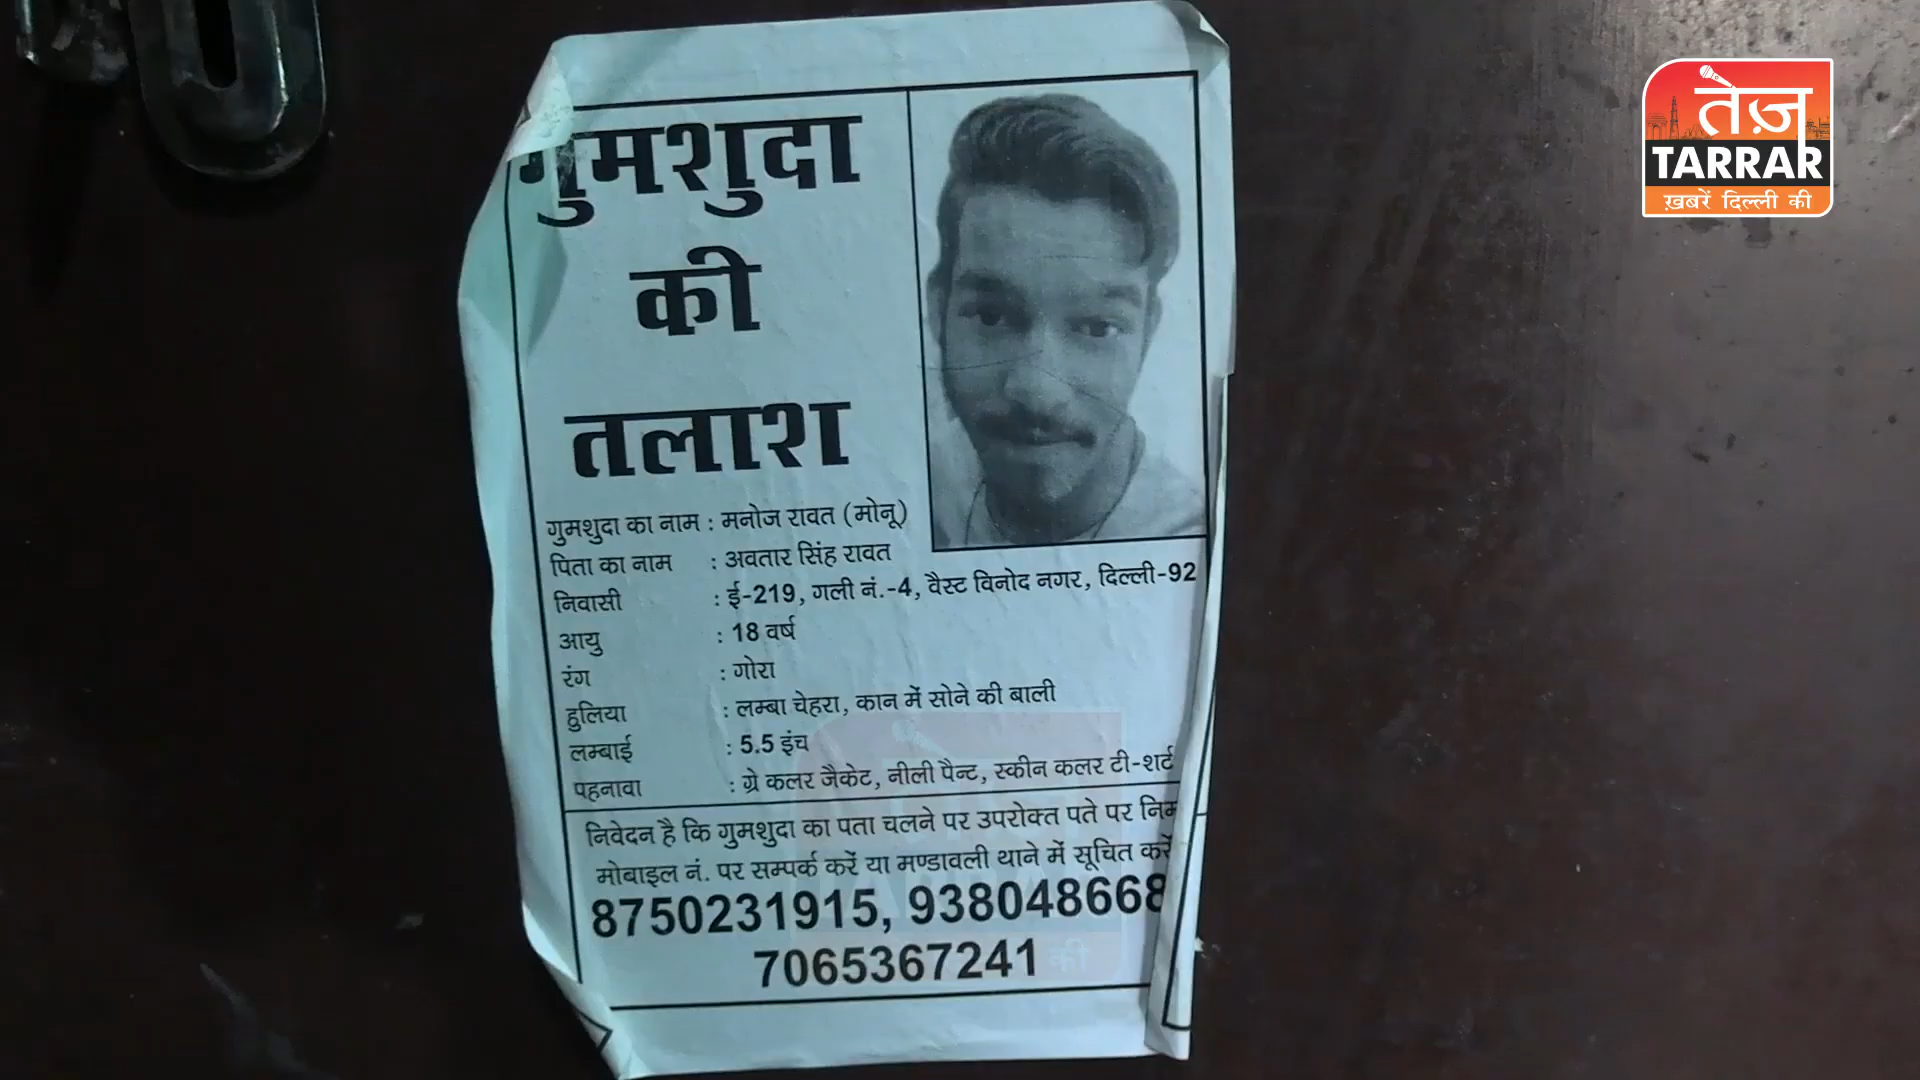 तेज़
TARRAR
ख़बरें दिल्ली की
गुमशुदा
की
तलाश
गुमशुदा का नाम : मनोज रावत (मोनू)
पिता का नाम : अवतार सिंह रावत
निवासी : ई-219, गली नं.-4, वैस्ट विनोद नगर, दिल्ली-92
आयु : 18 वर्ष
रंग : गोरा
हुलिया : लम्बा चेहरा, कान में सोने की बाली
लम्बाई : 5.5 इंच
पहनावा : ग्रे कलर जैकेट, नीली पैन्ट, स्कीन कलर टी-शर्ट
निवेदन है कि गुमशुदा का पता चलने पर उपरोक्त पते पर
मोबाइल नं. पर सम्पर्क करें या मण्डावली थाने में सूचित करें
8750231915, 938048668
7065367241